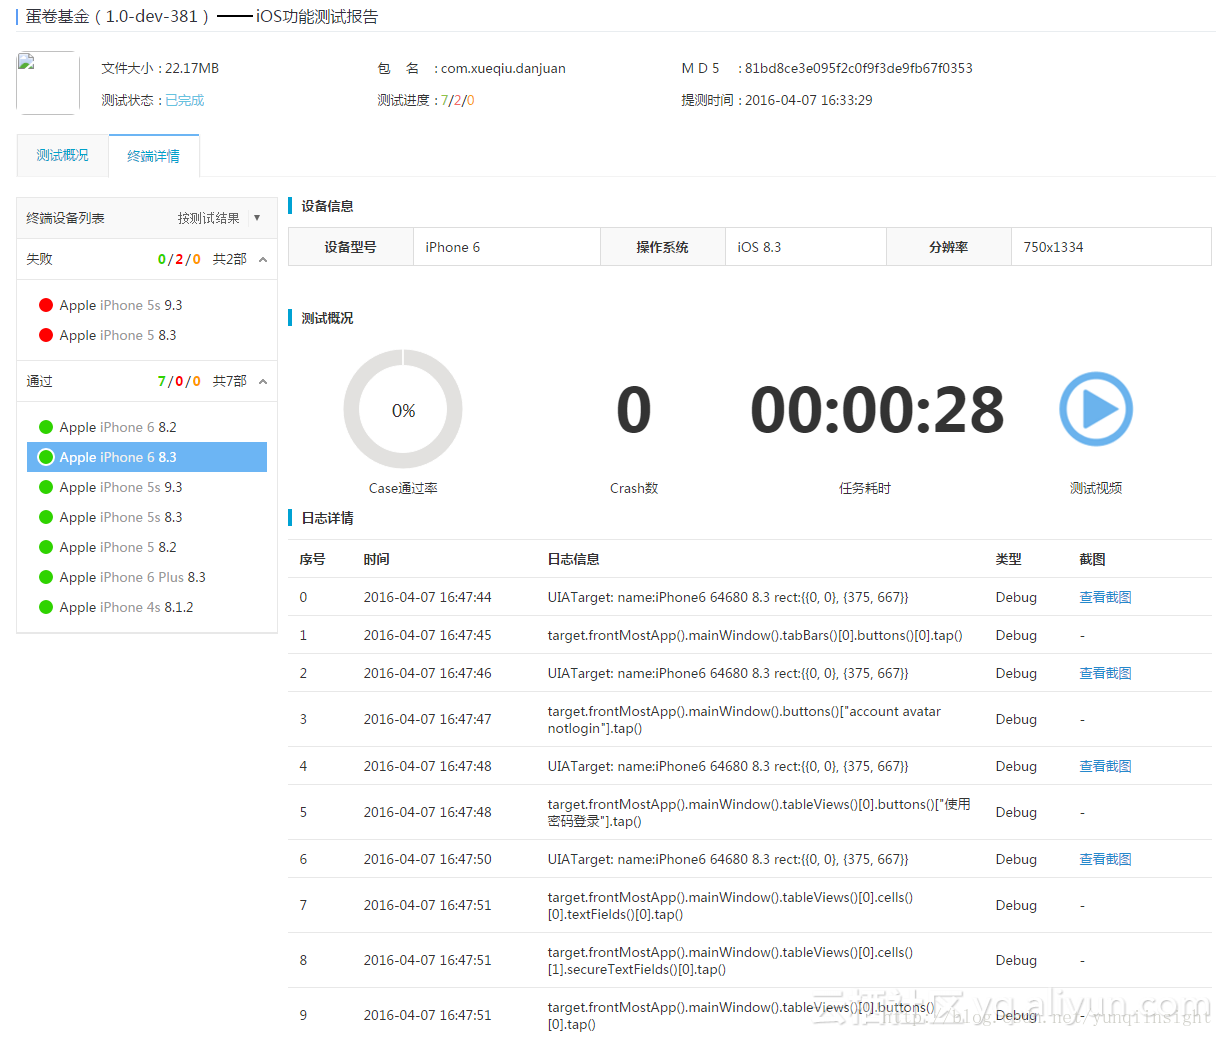 蛋卷基金（1.0-dev-381）——iOS功能测试报告
文件大小 : 22.17MB 包 名 : com.xueqiu.danjuan M D 5 : 81bd8ce3e095f2c0f9f3de9fb67f0353
测试状态 : 已完成 测试进度 : 7/2/0 提测时间 : 2016-04-07 16:33:29
测试概况 终端详情
终端设备列表 按测试结果 ▼
失败 0/2/0 共2部
Apple iPhone 5s 9.3
Apple iPhone 5 8.3
通过 7/0/0 共7部
Apple iPhone 6 8.2
Apple iPhone 6 8.3
Apple iPhone 5s 9.3
Apple iPhone 5s 8.3
Apple iPhone 5 8.2
Apple iPhone 6 Plus 8.3
Apple iPhone 4s 8.1.2
设备信息
设备型号 iPhone 6 操作系统 iOS 8.3 分辨率 750x1334
测试概况
0% 0 00:00:28
Case通过率 Crash数 任务耗时 测试视频
日志详情
序号 时间 日志信息 类型 截图
0 2016-04-07 16:47:44 UIATarget: name:iPhone6 64680 8.3 rect:{{0, 0}, {375, 667}} Debug 查看截图
1 2016-04-07 16:47:45 target.frontMostApp().mainWindow().tabBars()[0].buttons()[0].tap() Debug -
2 2016-04-07 16:47:46 UIATarget: name:iPhone6 64680 8.3 rect:{{0, 0}, {375, 667}} Debug 查看截图
3 2016-04-07 16:47:47 target.frontMostApp().mainWindow().buttons()["account avatar
notlogin"].tap() Debug -
4 2016-04-07 16:47:48 UIATarget: name:iPhone6 64680 8.3 rect:{{0, 0}, {375, 667}} Debug 查看截图
5 2016-04-07 16:47:48 target.frontMostApp().mainWindow().tableViews()[0].buttons()["使用
密码登录"].tap() Debug -
6 2016-04-07 16:47:50 UIATarget: name:iPhone6 64680 8.3 rect:{{0, 0}, {375, 667}} Debug 查看截图
7 2016-04-07 16:47:51 target.frontMostApp().mainWindow().tableViews()[0].cells()
[0].textFields()[0].tap() Debug -
8 2016-04-07 16:47:51 target.frontMostApp().mainWindow().tableViews()[0].cells()
[1].secureTextFields()[0].tap() Debug -
9 2016-04-07 16:47:51 target.frontMostApp().mainWindow().tableViews()[0].buttons()
[0].tap() Debug -
云栖社区 yq.aliyun.com
http://blog.csdn.net/yunqiinsight